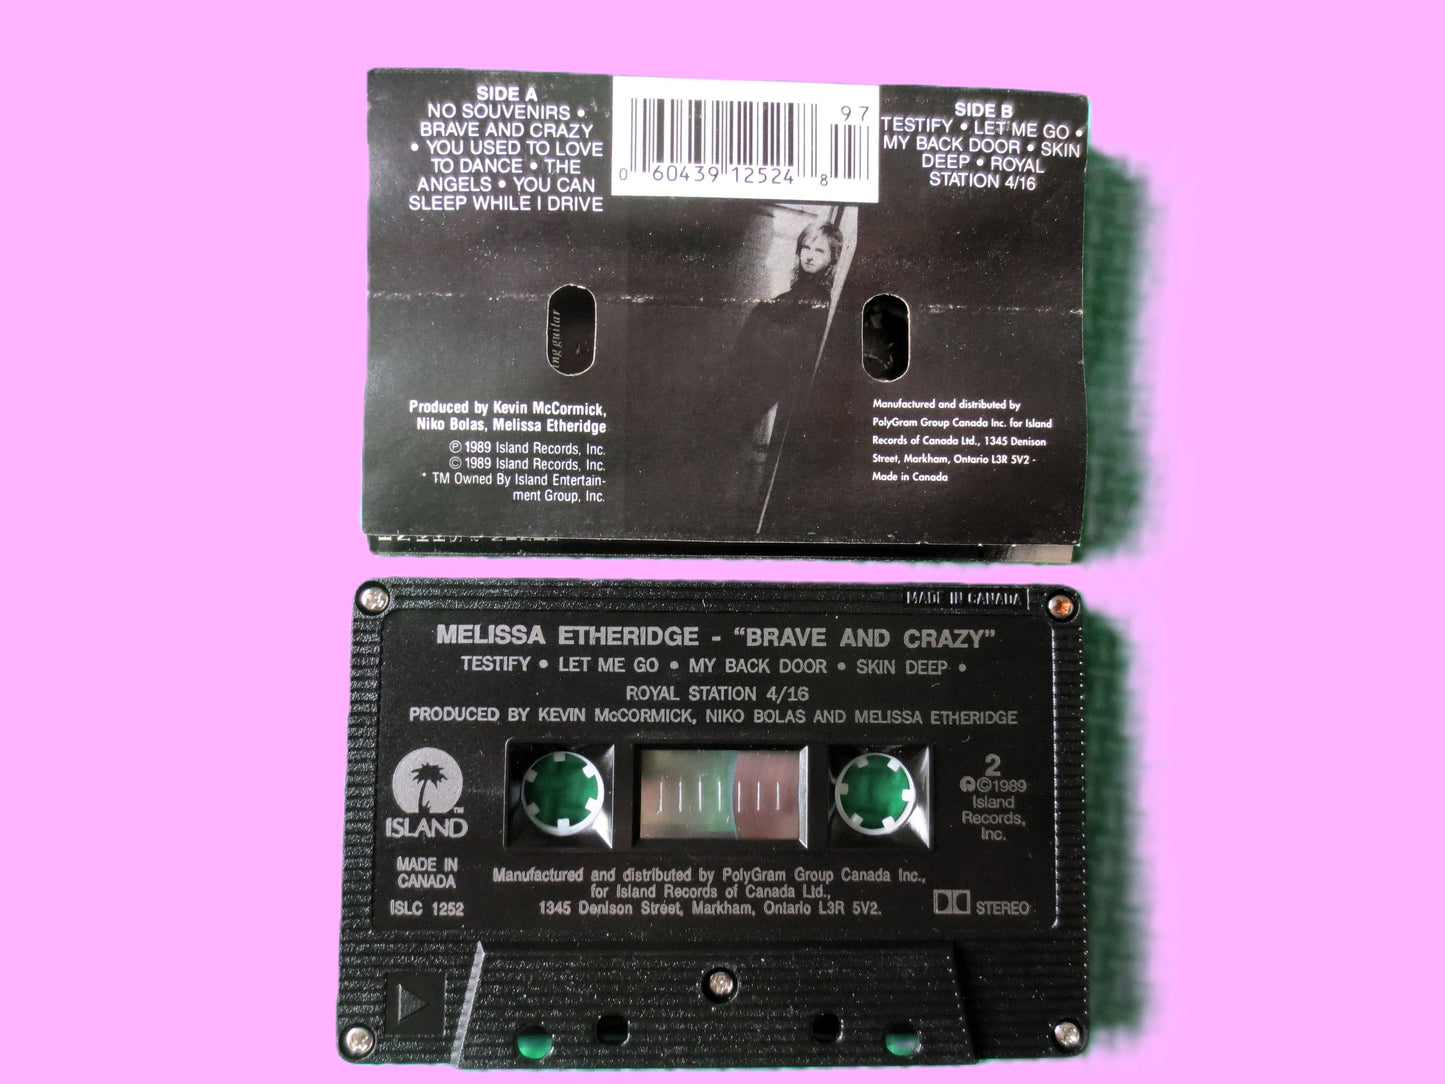 SIDE A
NO SOUVENIRS •
BRAVE AND CRAZY
• YOU USED TO LOVE
TO DANCE • THE
ANGELS • YOU CAN
SLEEP WHILE I DRIVE
97
0 60439 12524 8
SIDE B
TESTIFY • LET ME GO •
MY BACK DOOR • SKIN
DEEP • ROYAL
STATION 4/16
ing guitar
Produced by Kevin McCormick,
Niko Bolas, Melissa Etheridge
℗ 1989 Island Records, Inc.
© 1989 Island Records, Inc.
* TM Owned By Island Entertain-
ment Group, Inc.
Manufactured and distributed by
PolyGram Group Canada Inc. for Island
Records of Canada Ltd., 1345 Denison
Street, Markham, Ontario L3R 5V2 -
Made in Canada
MADE IN CANADA
MELISSA ETHERIDGE - “BRAVE AND CRAZY”
TESTIFY • LET ME GO • MY BACK DOOR • SKIN DEEP •
ROYAL STATION 4/16
PRODUCED BY KEVIN McCORMICK, NIKO BOLAS AND MELISSA ETHERIDGE
ISLAND™
MADE IN
CANADA
ISLC 1252
2
℗©1989
Island
Records,
Inc.
Manufactured and distributed by PolyGram Group Canada Inc.,
for Island Records of Canada Ltd.,
1345 Denison Street, Markham, Ontario L3R 5V2.
STEREO